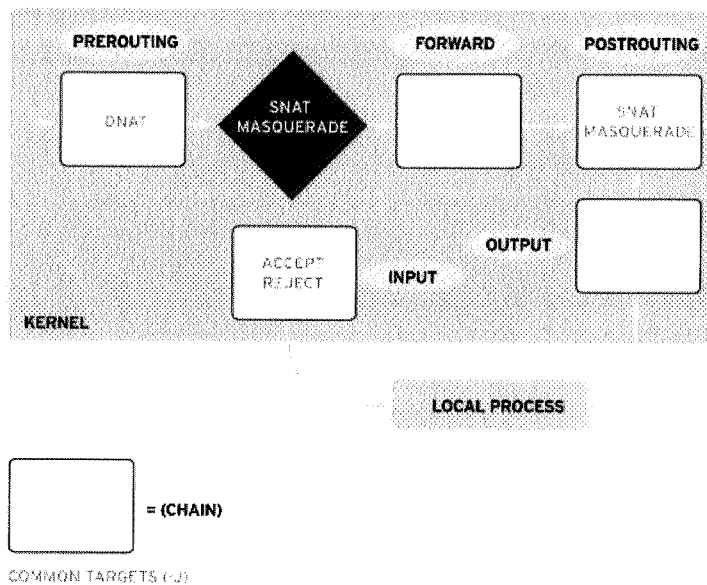 PREROUTING
FORWARD
POSTROUTING
DNAT
SNAT
MASQUERADE
SNAT
MASQUERADE
ACCEPT
REJECT
INPUT
OUTPUT
KERNEL
LOCAL PROCESS
= (CHAIN)
COMMON TARGETS (-J)